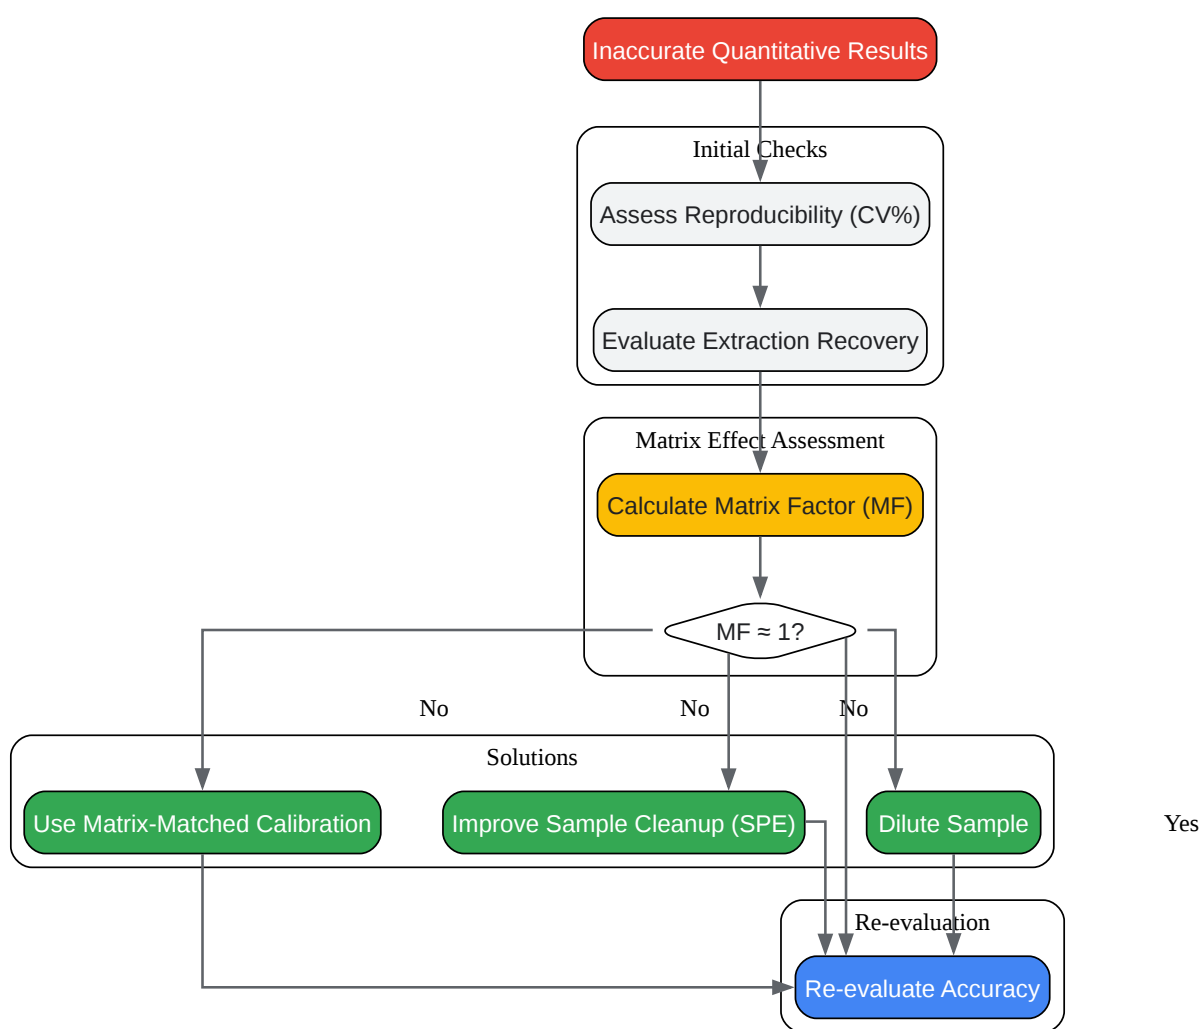 Inaccurate Quantitative Results
Initial Checks
Assess Reproducibility (CV%)
Evaluate Extraction Recovery
Matrix Effect Assessment
Calculate Matrix Factor (MF)
MF ≈ 1?
No
No
No
Solutions
Use Matrix-Matched Calibration
Improve Sample Cleanup (SPE)
Dilute Sample
Yes
Re-evaluation
Re-evaluate Accuracy